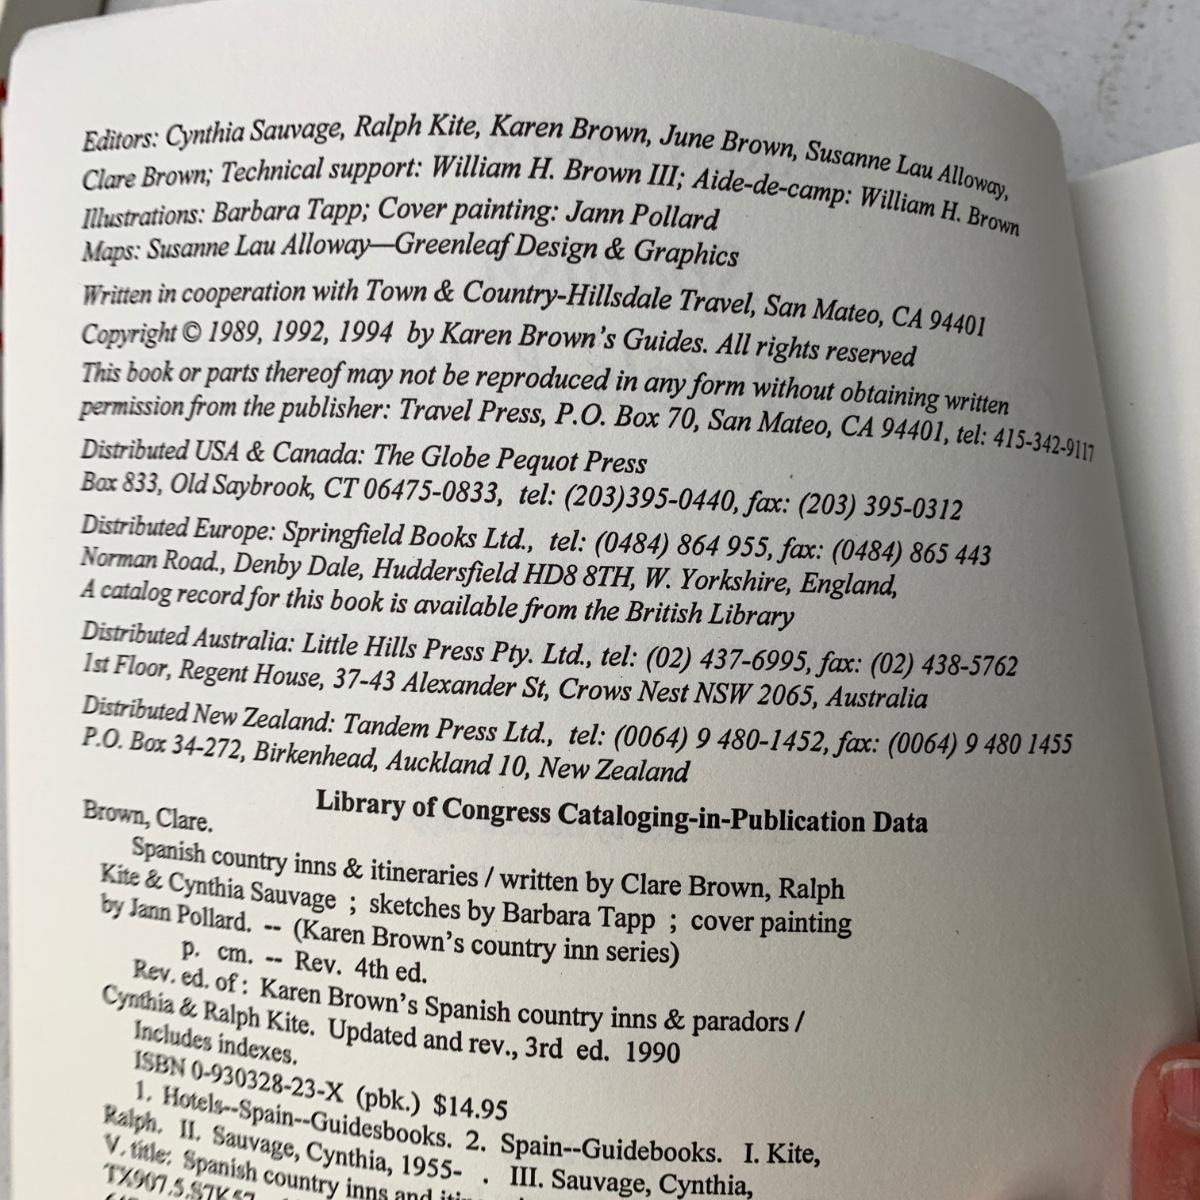 Editors: Cynthia Sauvage, Ralph Kite, Karen Brown, June Brown, Susanne Lau Alloway,
Clare Brown; Technical support: William H. Brown III; Aide-de-camp: William H. Brown
Illustrations: Barbara Tapp; Cover painting: Jann Pollard
Maps: Susanne Lau Alloway—Greenleaf Design & Graphics
Written in cooperation with Town & Country-Hillsdale Travel, San Mateo, CA 94401
Copyright © 1989, 1992, 1994 by Karen Brown's Guides. All rights reserved
This book or parts thereof may not be reproduced in any form without obtaining written
permission from the publisher: Travel Press, P.O. Box 70, San Mateo, CA 94401, tel: 415-342-9117
Distributed USA & Canada: The Globe Pequot Press
Box 833, Old Saybrook, CT 06475-0833, tel: (203)395-0440, fax: (203) 395-0312
Distributed Europe: Springfield Books Ltd., tel: (0484) 864 955, fax: (0484) 865 443
Norman Road., Denby Dale, Huddersfield HD8 8TH, W. Yorkshire, England,
A catalog record for this book is available from the British Library
Distributed Australia: Little Hills Press Pty. Ltd., tel: (02) 437-6995, fax: (02) 438-5762
1st Floor, Regent House, 37-43 Alexander St, Crows Nest NSW 2065, Australia
Distributed New Zealand: Tandem Press Ltd., tel: (0064) 9 480-1452, fax: (0064) 9 480 1455
P.O. Box 34-272, Birkenhead, Auckland 10, New Zealand
Library of Congress Cataloging-in-Publication Data
Brown, Clare.
Spanish country inns & itineraries / written by Clare Brown, Ralph
Kite & Cynthia Sauvage ; sketches by Barbara Tapp ; cover painting
by Jann Pollard. -- (Karen Brown's country inn series)
p. cm. -- Rev. 4th ed.
Rev. ed. of : Karen Brown's Spanish country inns & paradors /
Cynthia & Ralph Kite. Updated and rev., 3rd ed. 1990
Includes indexes.
ISBN 0-930328-23-X (pbk.) $14.95
1. Hotels--Spain--Guidesbooks. 2. Spain--Guidebooks. I. Kite,
Ralph. II. Sauvage, Cynthia, 1955- . III. Sauvage, Cynthia,
V. title: Spanish country inns and
TX907.5.S7K57